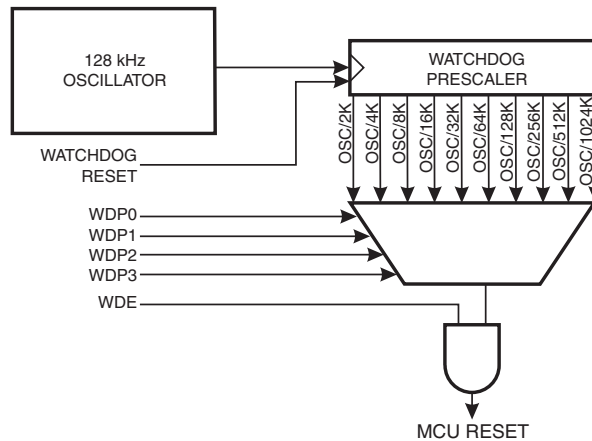 128 kHz
OSCILLATOR
WATCHDOG
PRESCALER
OSC/2K
OSC/4K
OSC/8K
OSC/16K
OSC/32K
OSC/64K
OSC/128K
OSC/256K
OSC/512K
OSC/1024K
WATCHDOG
RESET
WDP0
WDP1
WDP2
WDP3
WDE
MCU RESET